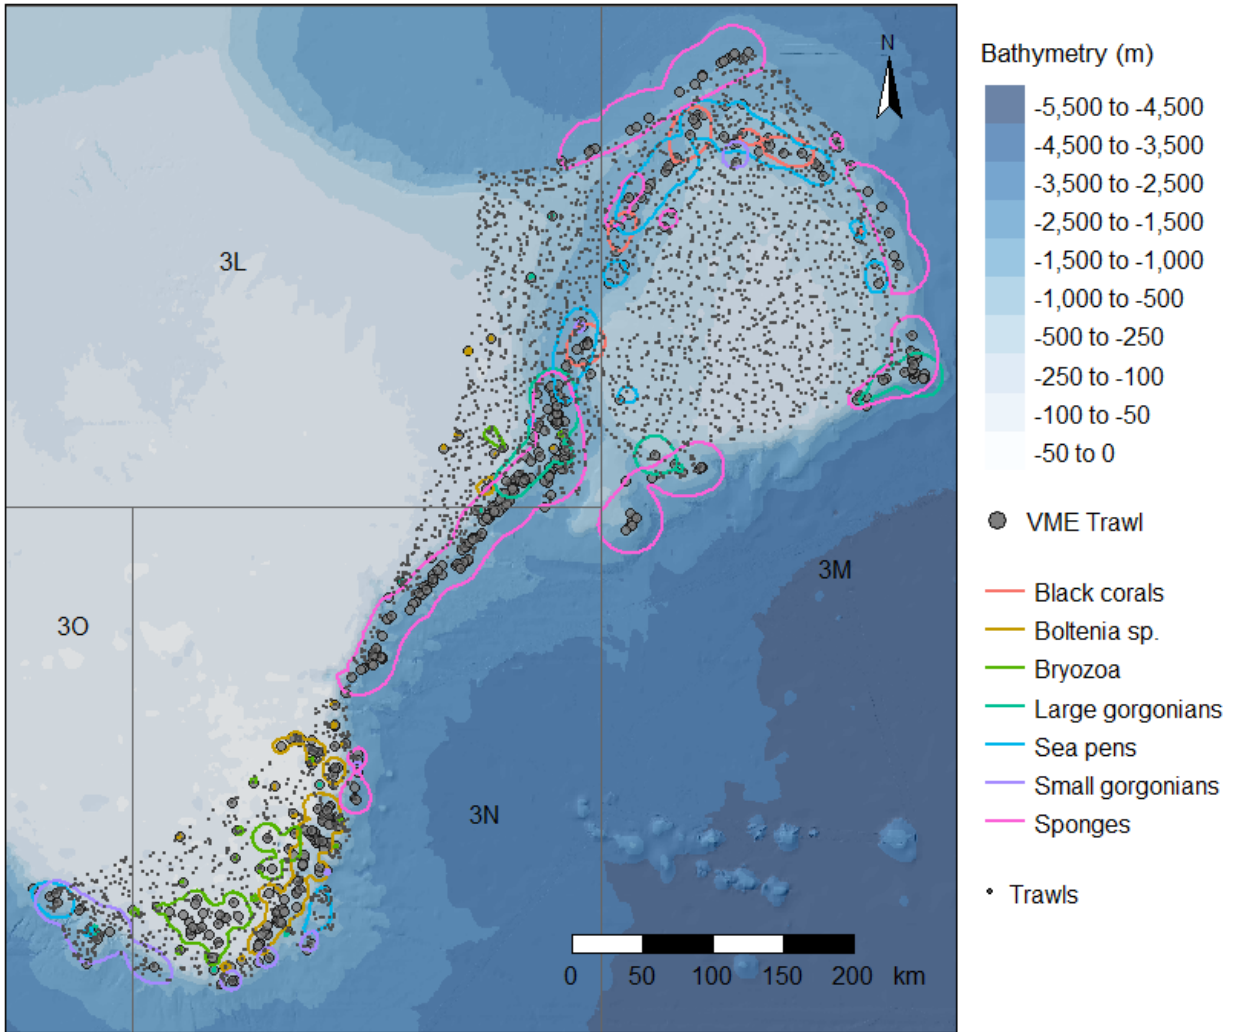 N
3L
3O
3M
3N
0 50 100 150 200 km
Bathymetry (m)
-5,500 to -4,500
-4,500 to -3,500
-3,500 to -2,500
-2,500 to -1,500
-1,500 to -1,000
-1,000 to -500
-500 to -250
-250 to -100
-100 to -50
-50 to 0
VME Trawl
Black corals
Boltenia sp.
Bryozoa
Large gorgonians
Sea pens
Small gorgonians
Sponges
Trawls